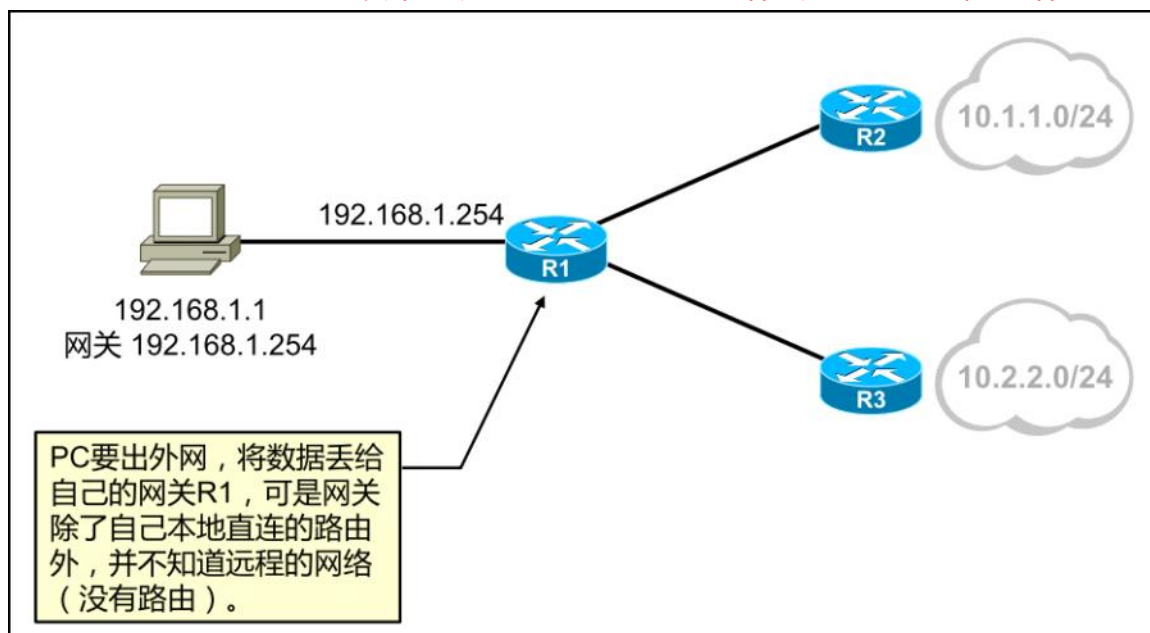 R2
10.1.1.0/24
192.168.1.254
R1
192.168.1.1
网关 192.168.1.254
R3
10.2.2.0/24
PC要出外网，将数据丢给
自己的网关R1，可是网关
除了自己本地直连的路由
外，并不知道远程的网络
（没有路由）。